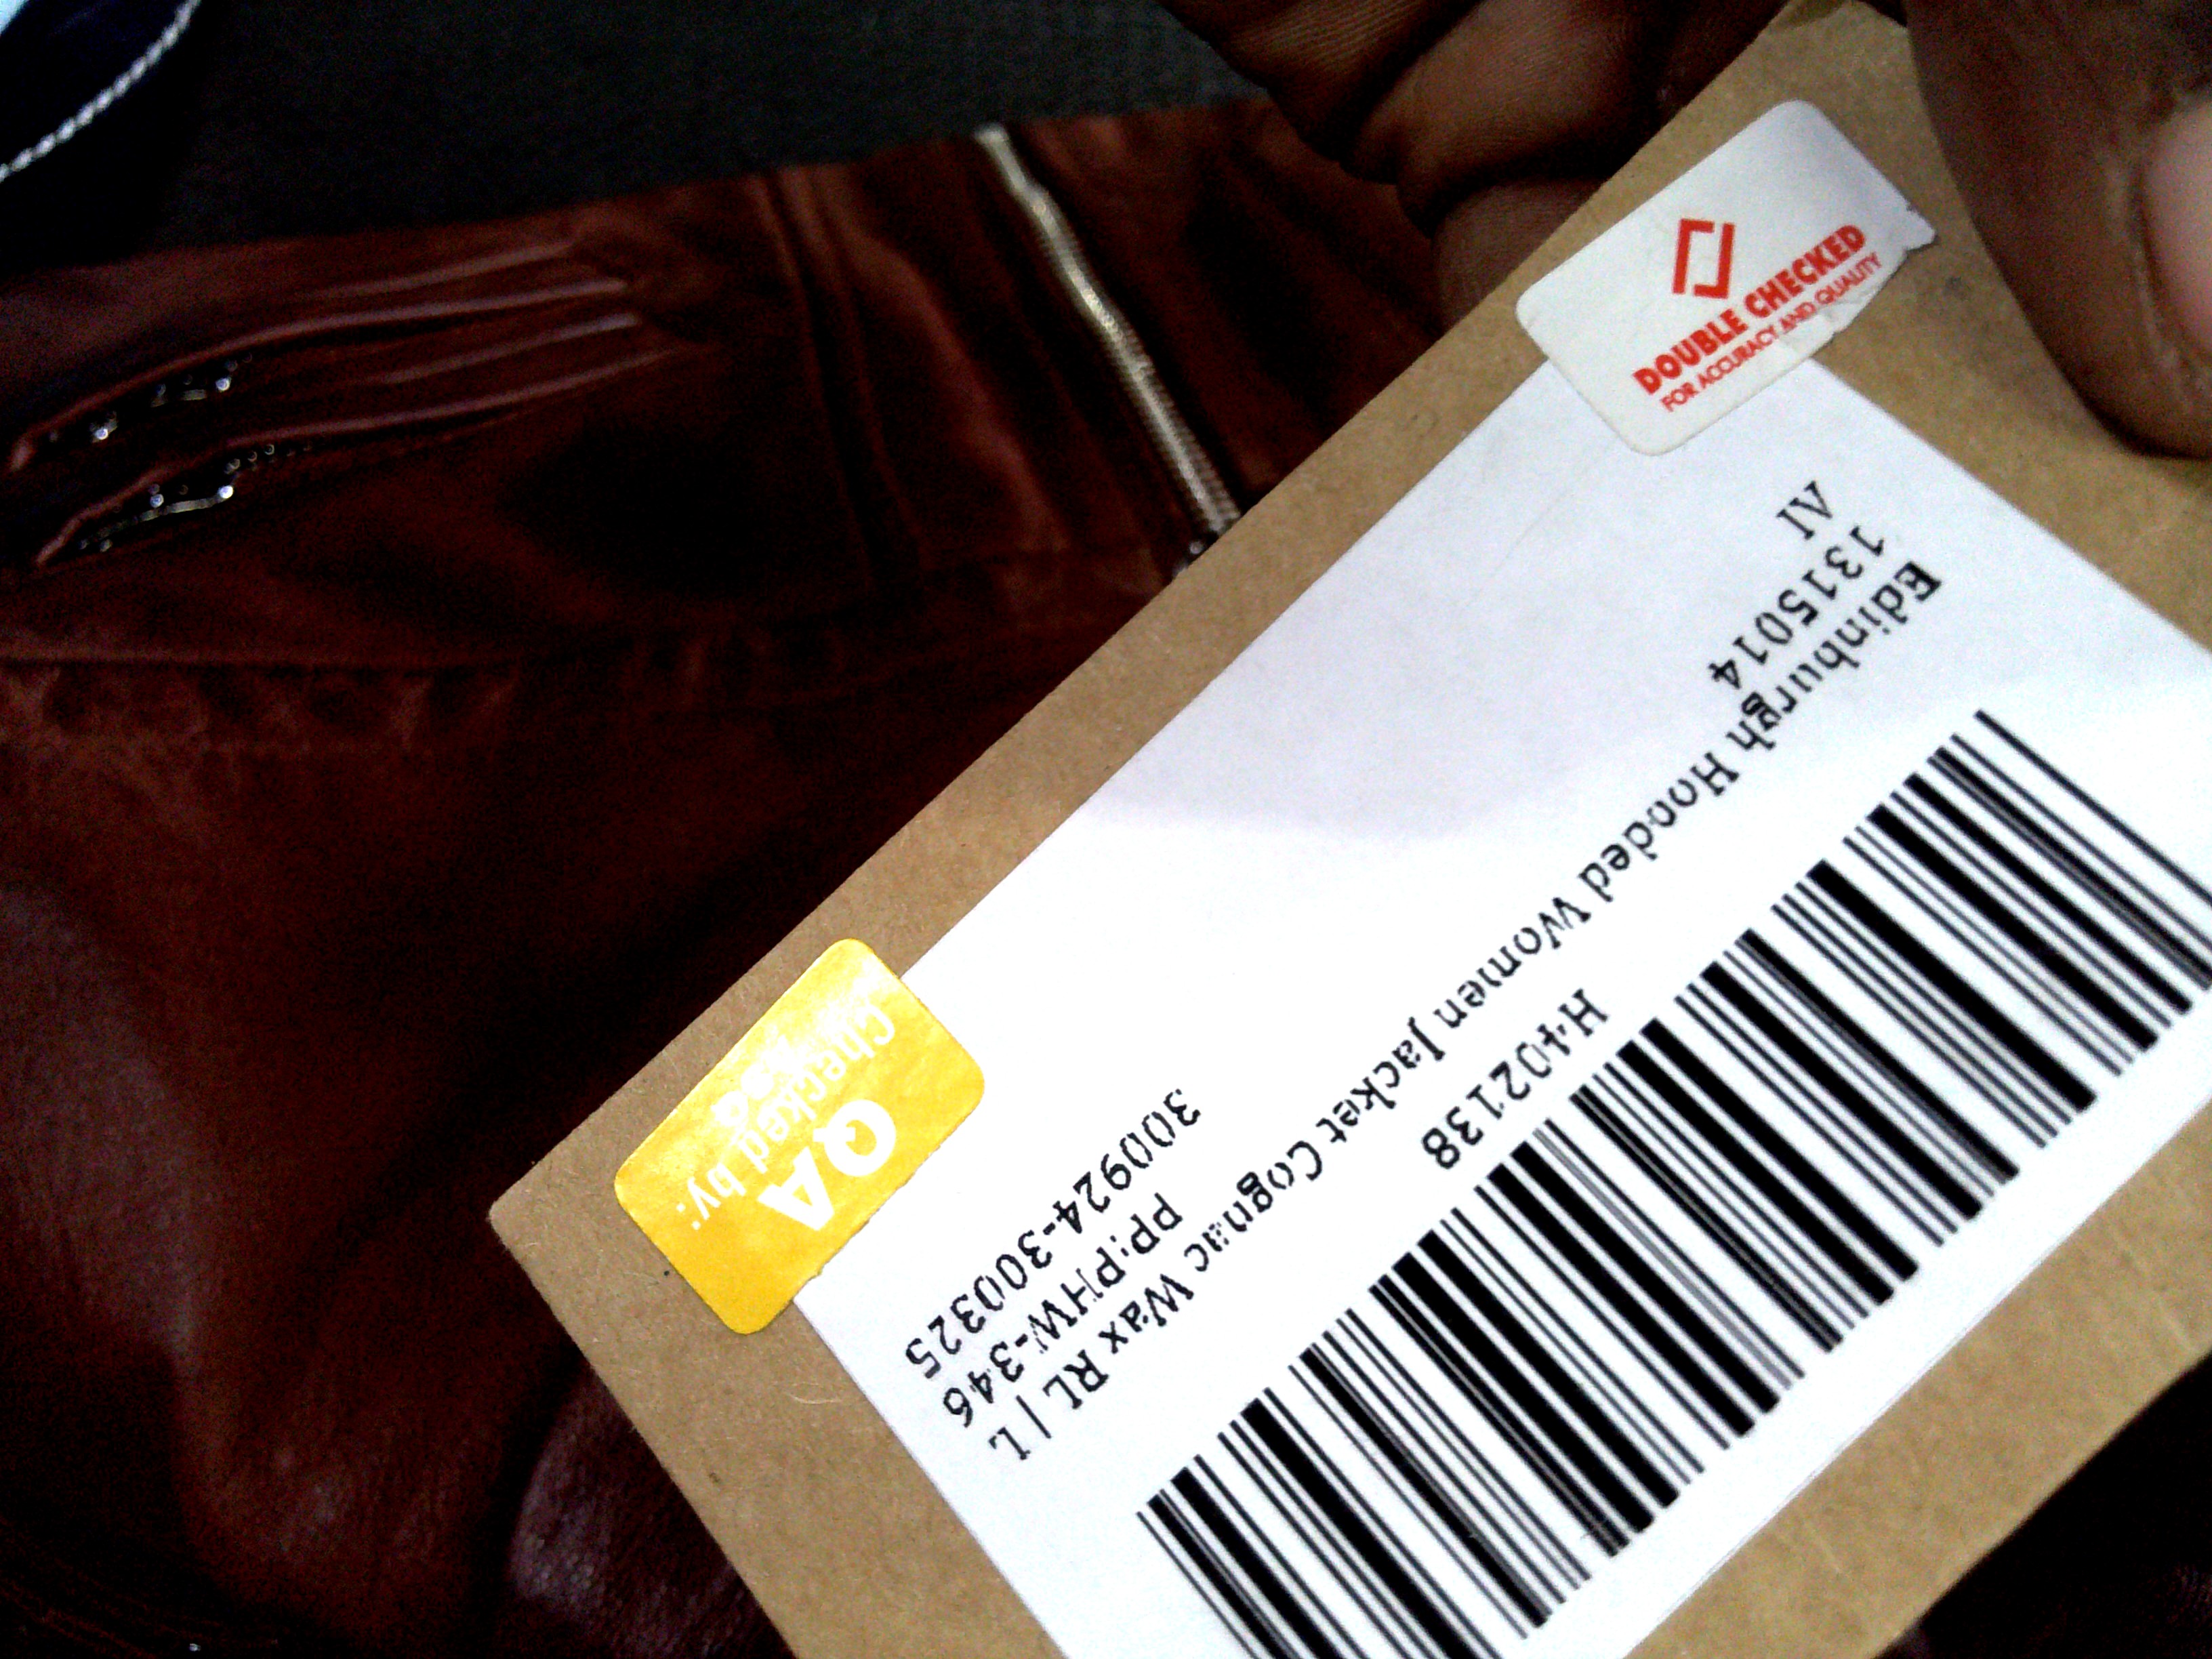 DOUBLE CHECKED
FOR ACCURACY AND QUALITY
QA
Checked by:
H402138
Edinburgh Hooded Women Jacket Cognac Wax RL | L
1315014
PP:PHW-346
AI
300924-300325